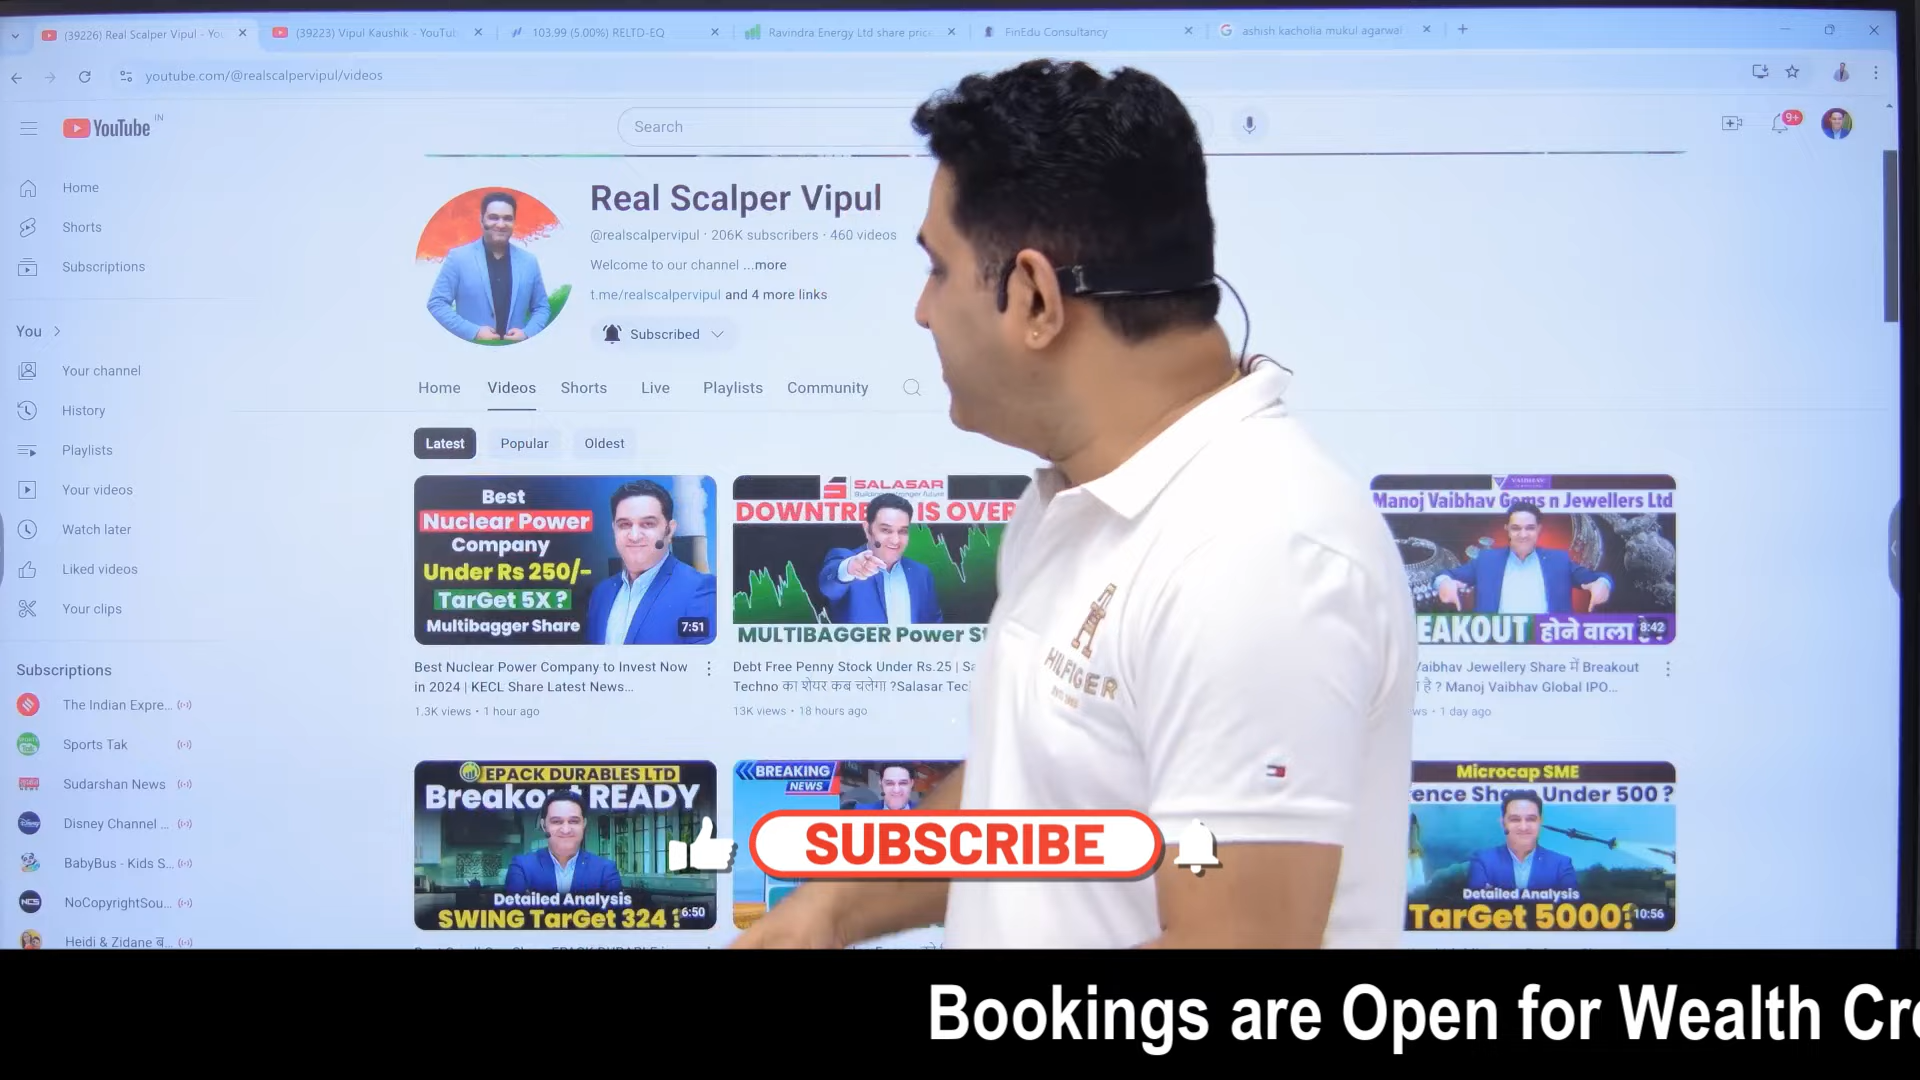 (39226) Real Scalper Vipul - You
(39223) Vipul Kaushik - YouTub
103.99 (5.00%) RELTD-EQ
Ravindra Energy Ltd share price
FinEdu Consultancy
ashish kacholia mukul agarwal
youtube.com/@realscalpervipul/videos
YouTube IN
Search
9+
Home
Shorts
Subscriptions
You
Your channel
History
Playlists
Your videos
Watch later
Liked videos
Your clips
Subscriptions
The Indian Expre...
Sports Tak
Sudarshan News
Disney Channel ...
BabyBus - Kids S...
NoCopyrightSou...
Heidi & Zidane
Real Scalper Vipul
@realscalpervipul · 206K subscribers · 460 videos
Welcome to our channel ...more
t.me/realscalpervipul and 4 more links
Subscribed
Home Videos Shorts Live Playlists Community
Latest Popular Oldest
Best
Nuclear Power
Company
Under Rs 250/-
TarGet 5X ?
Multibagger Share
7:51
Best Nuclear Power Company to Invest Now
in 2024 | KECL Share Latest News...
1.3K views · 1 hour ago
SALASAR
IS OVER
MULTIBAGGER Power
Debt Free Penny Stock Under Rs.25 |
Techno का शेयर कब चलेगा ?Salasar
13K views · 18 hours ago
VAIBHAV
Manoj Vaibhav Gems n Jewellers Ltd
होने वाला
8:42
Vaibhav Jewellery Share में Breakout
है ? Manoj Vaibhav Global IPO...
1 day ago
EPACK DURABLES LTD
READY
Detailed Analysis
SWING TarGet 324 ?
6:50
BREAKING
NEWS
Microcap SME
Under 500 ?
Detailed Analysis
TarGet 5000?
10:56
HILFIGER
SUBSCRIBE
Bookings are Open for Wealth